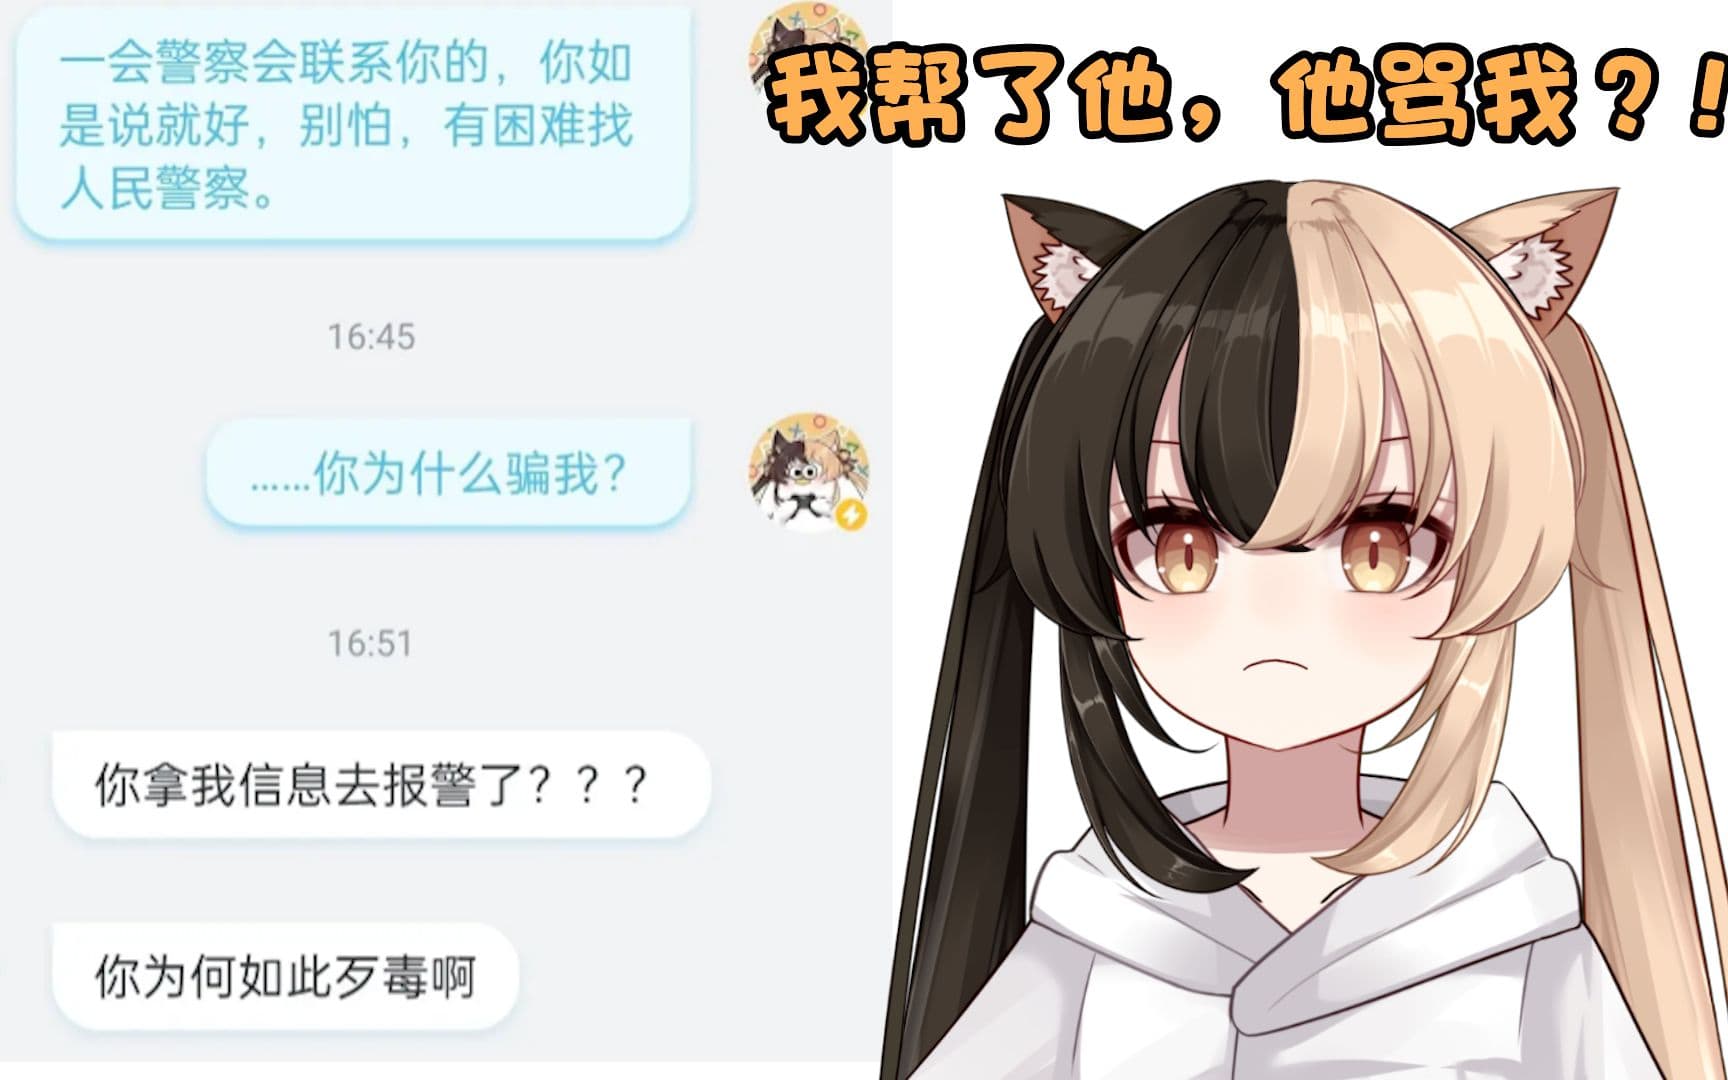 一会警察会联系你的，你如
是说就好，别怕，有困难找
人民警察。
我帮了他，他骂我？！
16:45
……你为什么骗我？
16:51
你拿我信息去报警了？？？
你为何如此歹毒啊